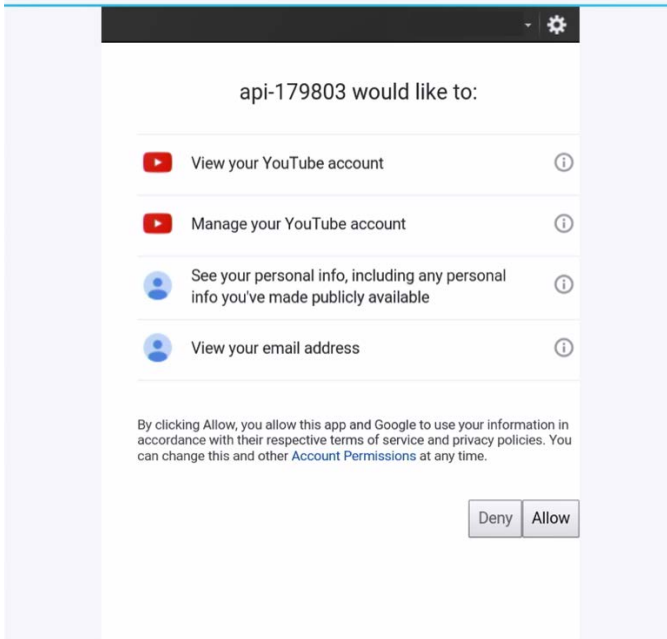 api-179803 would like to:
View your YouTube account
Manage your YouTube account
See your personal info, including any personal
info you've made publicly available
View your email address
By clicking Allow, you allow this app and Google to use your information in
accordance with their respective terms of service and privacy policies. You
can change this and other Account Permissions at any time.
Deny Allow